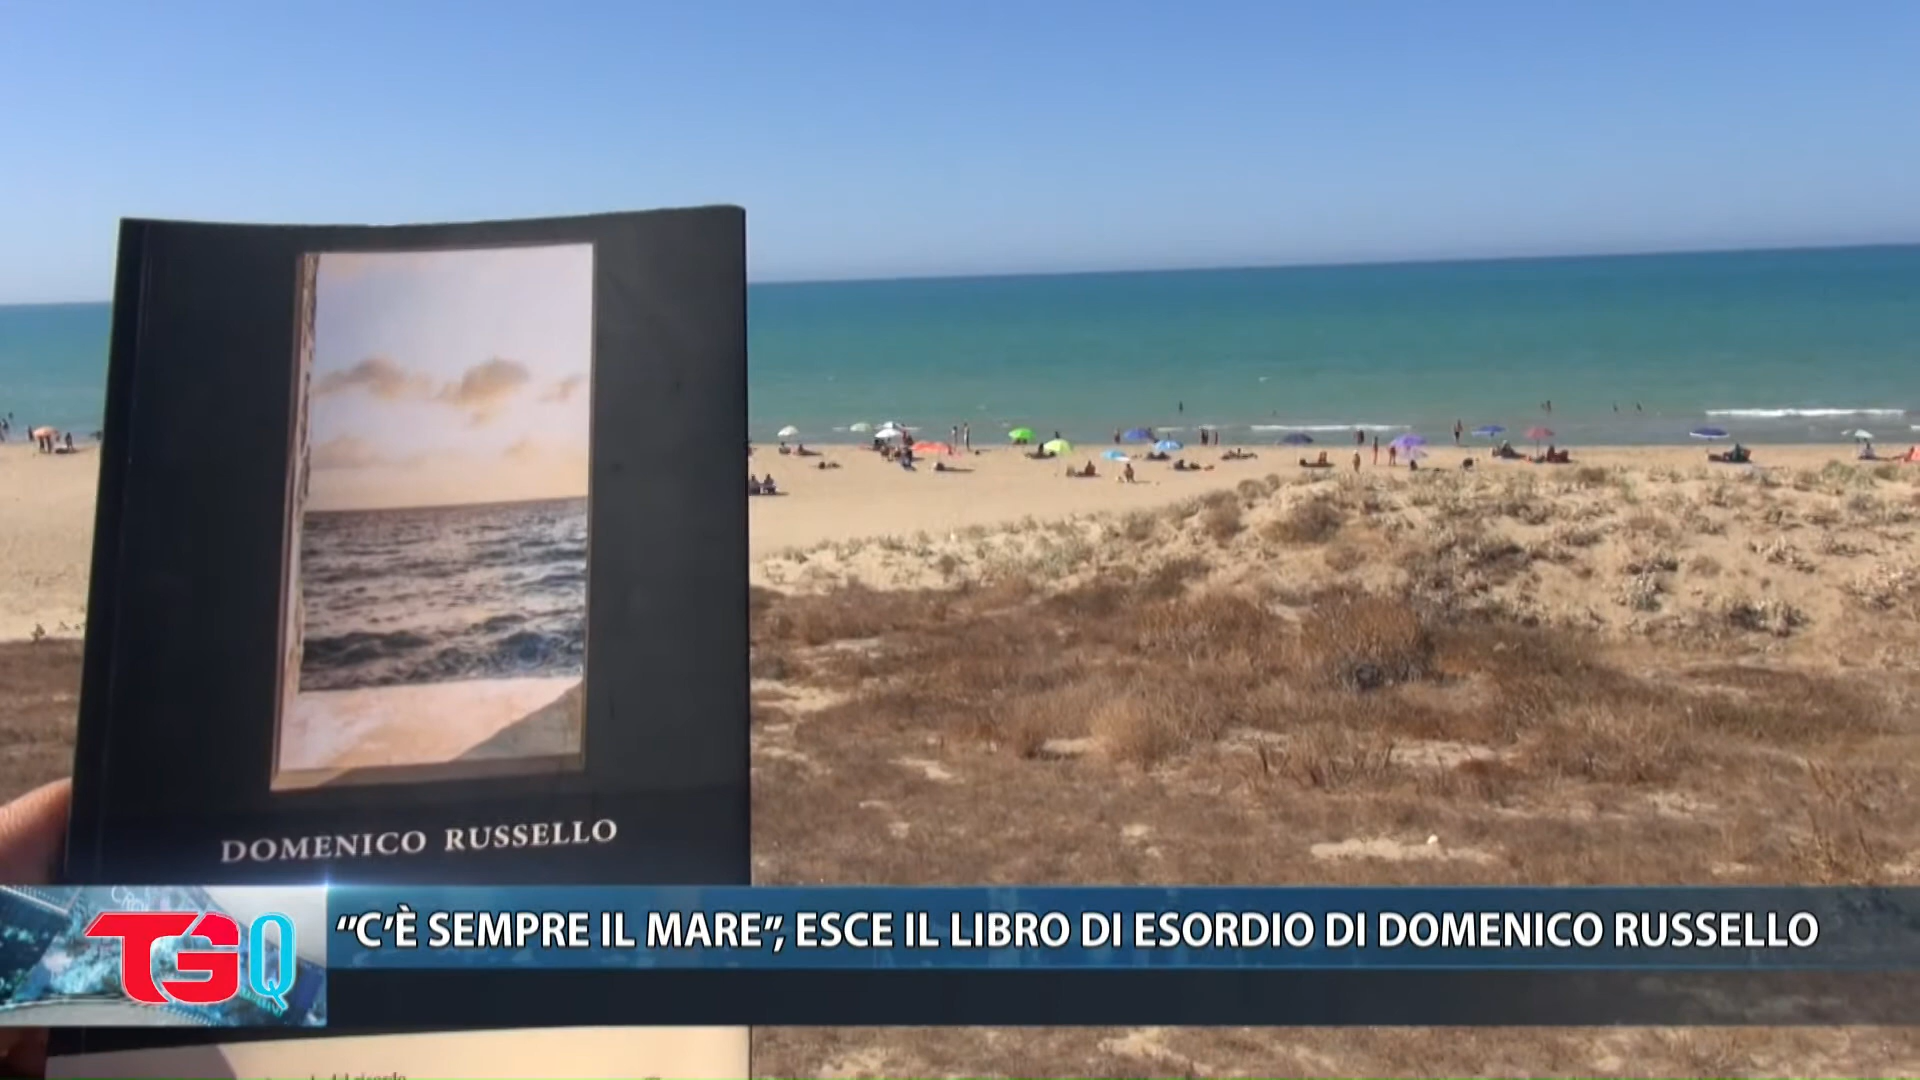 DOMENICO RUSSELLO
TGQ
“C’È SEMPRE IL MARE”, ESCE IL LIBRO DI ESORDIO DI DOMENICO RUSSELLO